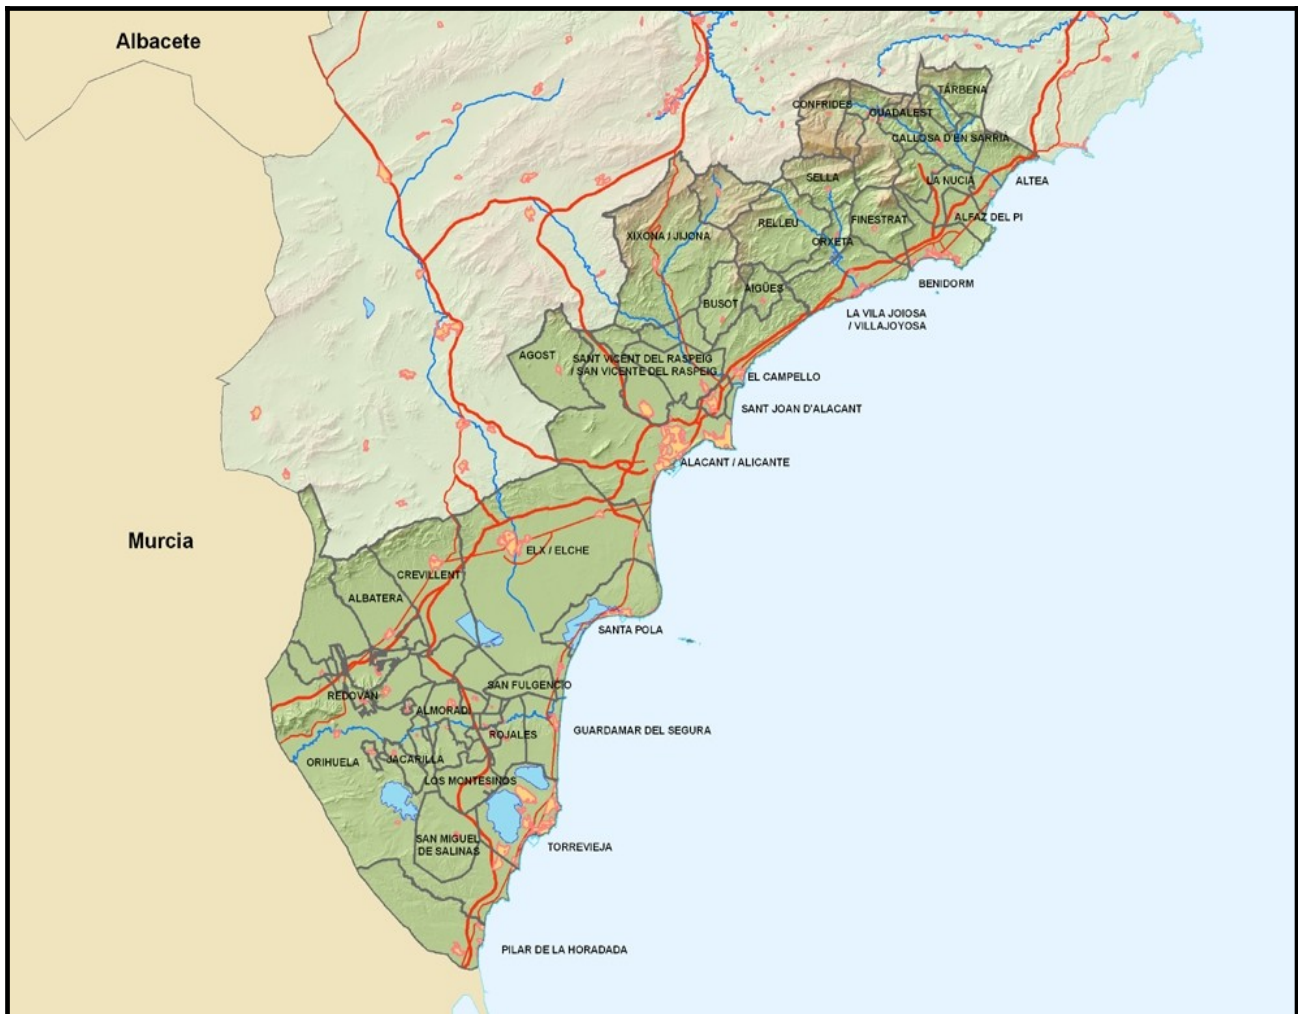 Albacete
TÀRBENA
CONFRIDES
GUADALEST
CALLOSA D'EN SARRIÀ
SELLA
LA NUCIA
ALTEA
RELLEU
FINESTRAT
ALFAZ DEL PI
XIXONA / JIJONA
ORXETA
BENIDORM
AIGÜES
BUSOT
LA VILA JOIOSA
/ VILLAJOYOSA
AGOST
SANT VICENT DEL RASPEIG
/ SAN VICENTE DEL RASPEIG
EL CAMPELLO
SANT JOAN D'ALACANT
ALACANT / ALICANTE
Murcia
ELX / ELCHE
CREVILLENT
ALBATERA
SANTA POLA
SAN FULGENCIO
REDOVÁN
ALMORADÍ
GUARDAMAR DEL SEGURA
ROJALES
ORIHUELA
JACARILLA
LOS MONTESINOS
SAN MIGUEL
DE SALINAS
TORREVIEJA
PILAR DE LA HORADADA